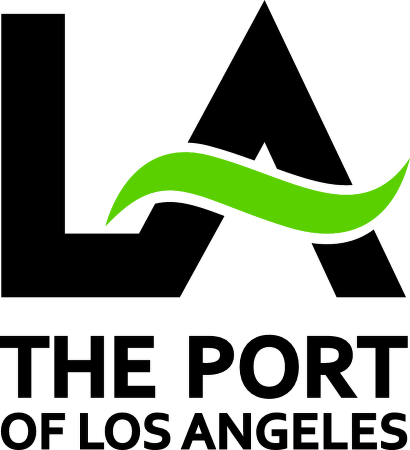 LA
THE PORT
OF LOS ANGELES